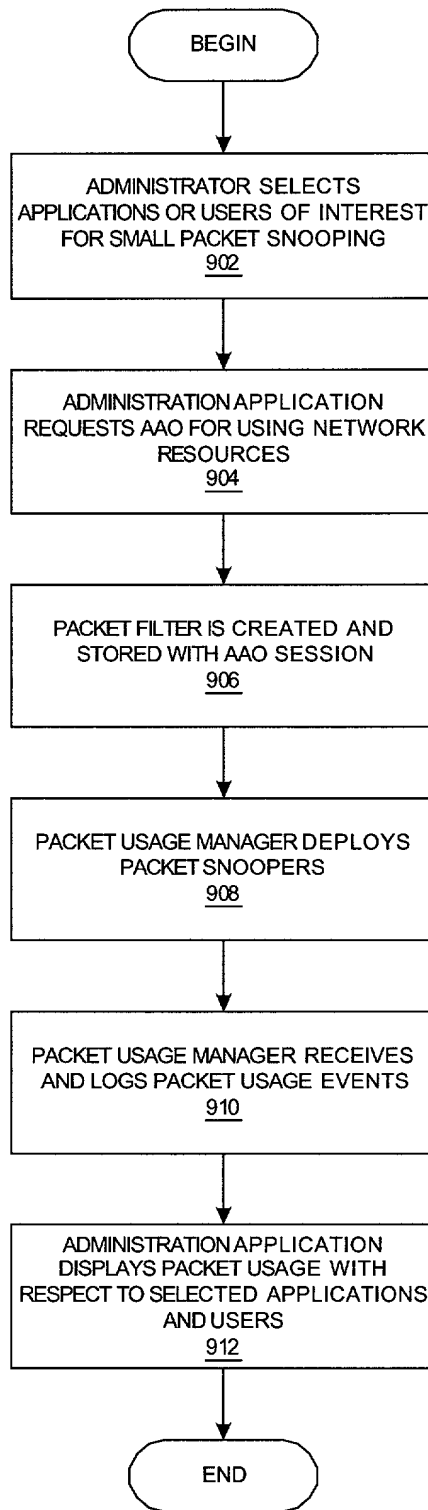 BEGIN
ADMINISTRATOR SELECTS
APPLICATIONS OR USERS OF INTEREST
FOR SMALL PACKET SNOOPING
902
ADMINISTRATION APPLICATION
REQUESTS AAO FOR USING NETWORK
RESOURCES
904
PACKET FILTER IS CREATED AND
STORED WITH AAO SESSION
906
PACKET USAGE MANAGER DEPLOYS
PACKET SNOOPERS
908
PACKET USAGE MANAGER RECEIVES
AND LOGS PACKET USAGE EVENTS
910
ADMINISTRATION APPLICATION
DISPLAYS PACKET USAGE WITH
RESPECT TO SELECTED APPLICATIONS
AND USERS
912
END